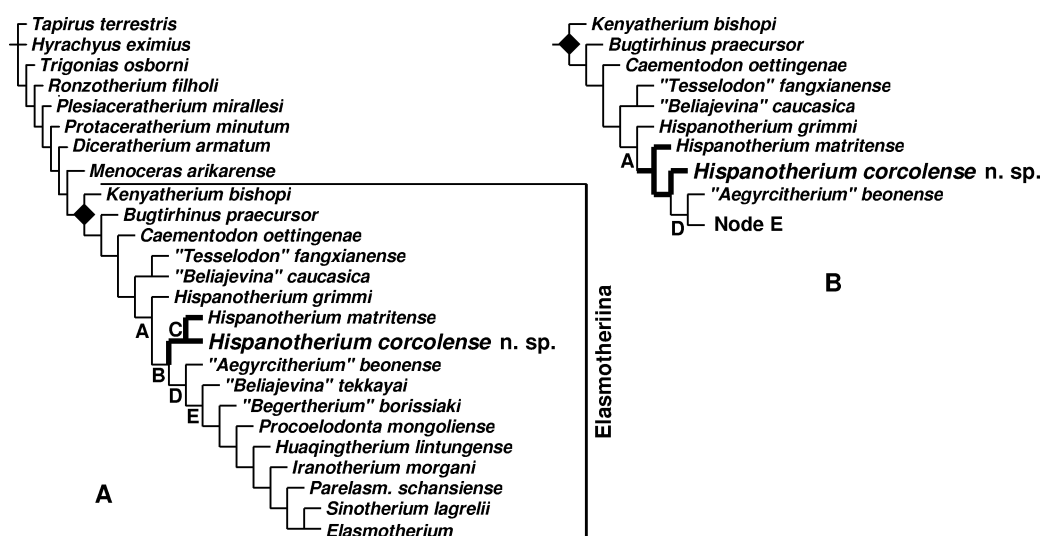 Tapirus terrestris
Hyrachyus eximius
Trigonias osborni
Ronzotherium filholi
Plesiaceratherium mirallesi
Protaceratherium minutum
Diceratherium armatum
Menoceras arikarense
Kenyatherium bishopi
Bugtirhinus praecursor
Caementodon oettingenae
"Tesselodon" fangxianense
"Beliajevina" caucasica
Hispanotherium grimmi
A
Hispanotherium matritense
C
Hispanotherium corcolense n. sp.
B
"Aegyrcitherium" beonense
D
"Beliajevina" tekkayai
E
"Begertherium" borissiaki
Procoelodonta mongoliense
Huaqingtherium lintungense
Iranotherium morgani
Parelasm. schansiense
Sinotherium lagrelii
Elasmotherium
Elasmotheriina
A
Kenyatherium bishopi
Bugtirhinus praecursor
Caementodon oettingenae
"Tesselodon" fangxianense
"Beliajevina" caucasica
Hispanotherium grimmi
Hispanotherium matritense
A
Hispanotherium corcolense n. sp.
"Aegyrcitherium" beonense
D
Node E
B